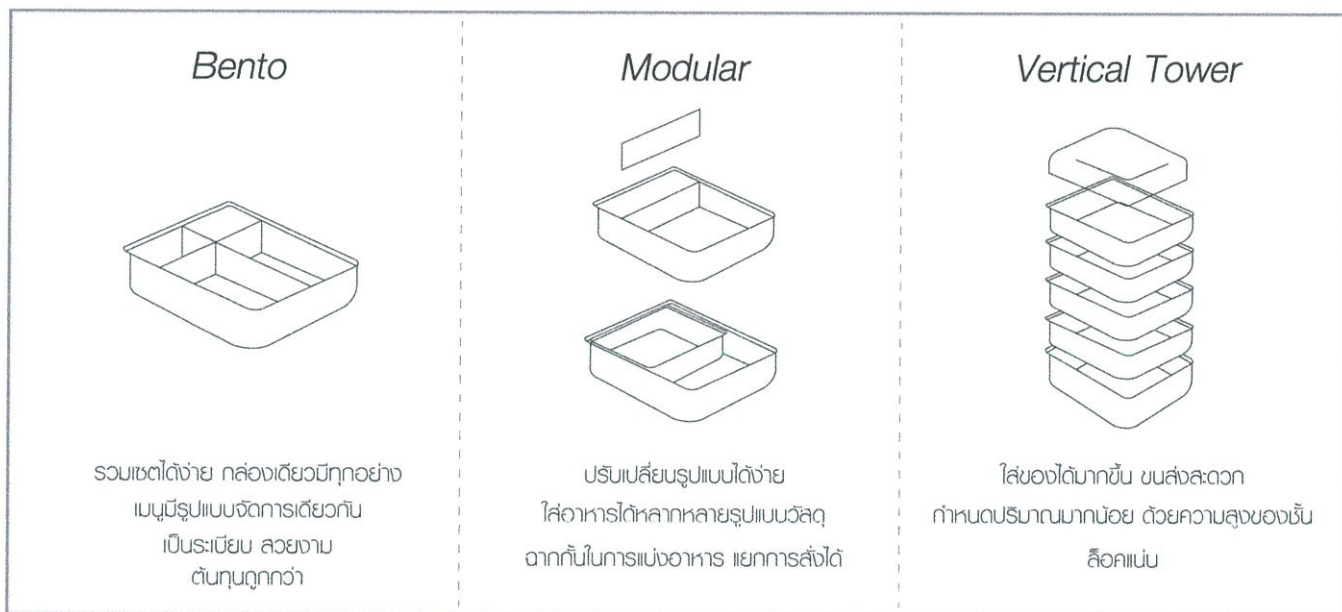 Bento
รวมเซตได้ง่าย กล่องเดียวมีทุกอย่าง
เมนูมีรูปแบบจัดการเดียวกัน
เป็นระเบียบ สวยงาม
ต้นทุนถูกกว่า
Modular
ปรับเปลี่ยนรูปแบบได้ง่าย
ใส่อาหารได้หลากหลายรูปแบบวัสดุ
ฉากกั้นในการแบ่งอาหาร แยกการสั่งได้
Vertical Tower
ใส่ของได้มากขึ้น ขนส่งสะดวก
กำหนดปริมาณมากน้อย ด้วยความสูงของชั้น
ล็อคแน่น